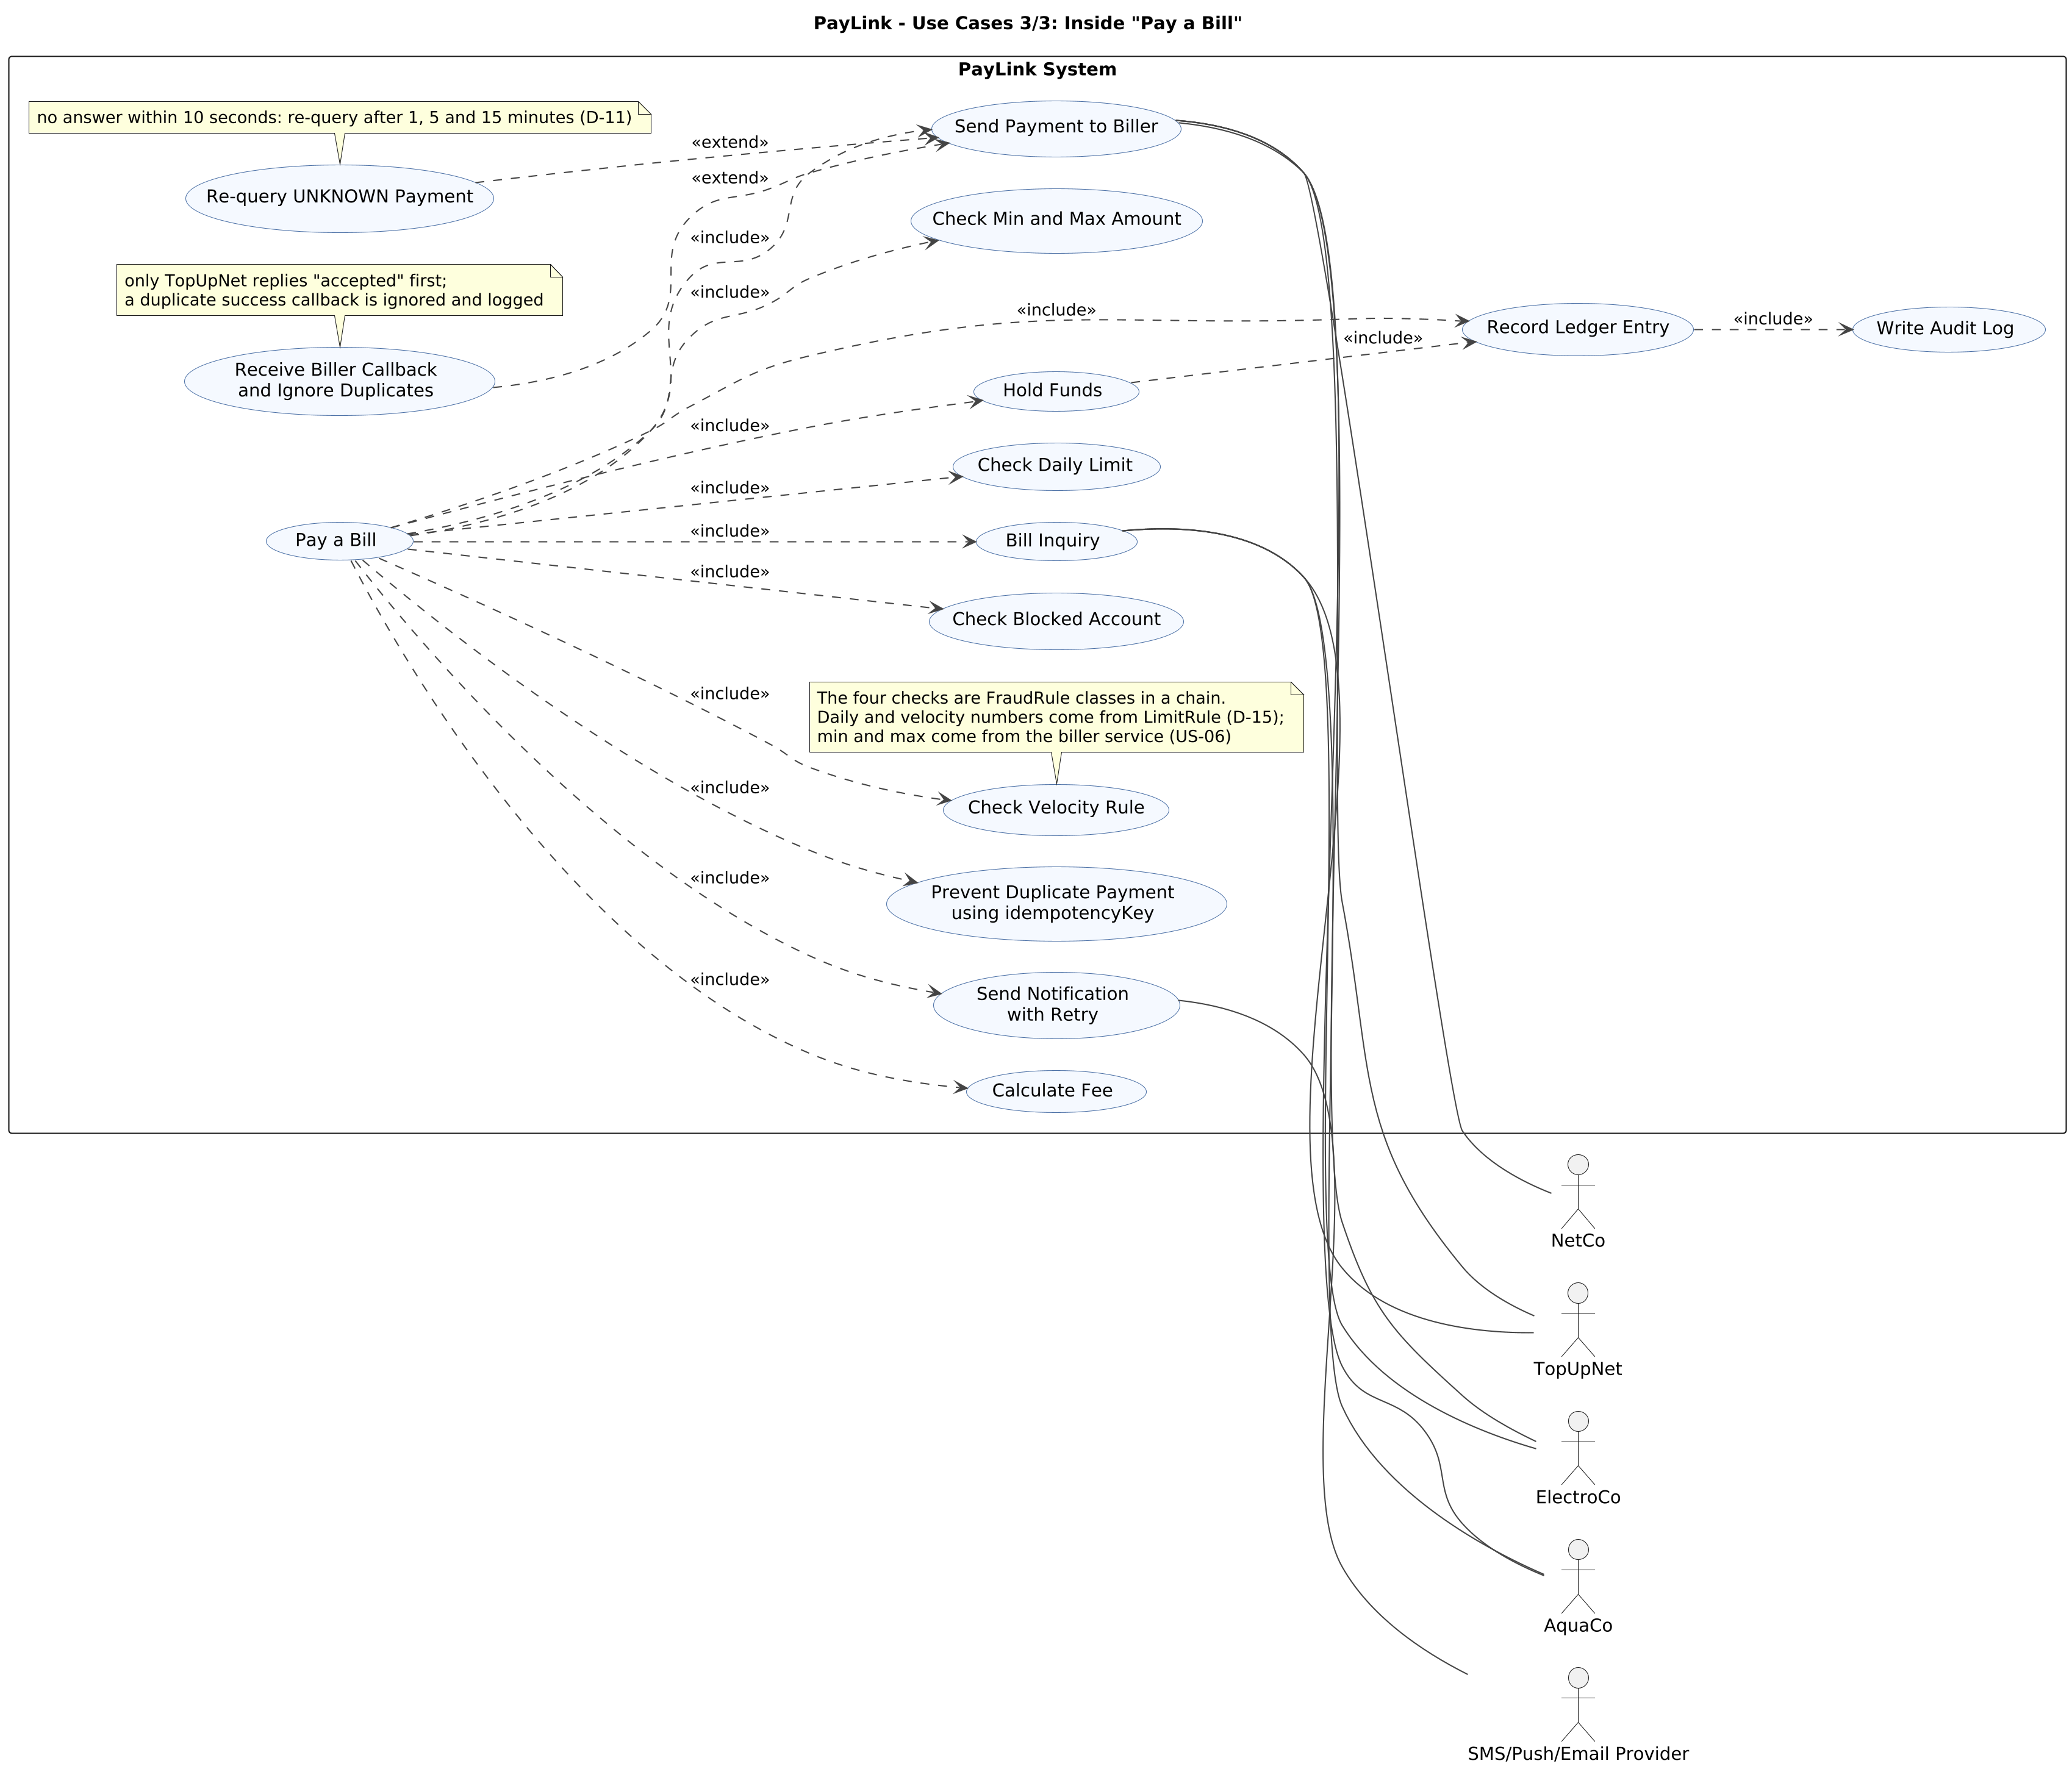 PayLink - Use Cases 3/3: Inside "Pay a Bill"
PayLink System
no answer within 10 seconds: re-query after 1, 5 and 15 minutes (D-11)
Re-query UNKNOWN Payment
only TopUpNet replies "accepted" first;
a duplicate success callback is ignored and logged
Receive Biller Callback
and Ignore Duplicates
Pay a Bill
«extend»
«extend»
«include»
«include»
«include»
«include»
«include»
«include»
«include»
«include»
«include»
«include»
«include»
«include»
«include»
«include»
Send Payment to Biller
Check Min and Max Amount
Hold Funds
Check Daily Limit
Bill Inquiry
Check Blocked Account
The four checks are FraudRule classes in a chain.
Daily and velocity numbers come from LimitRule (D-15);
min and max come from the biller service (US-06)
Check Velocity Rule
Prevent Duplicate Payment
using idempotencyKey
Send Notification
with Retry
Calculate Fee
Record Ledger Entry
Write Audit Log
NetCo
TopUpNet
ElectroCo
AquaCo
SMS/Push/Email Provider